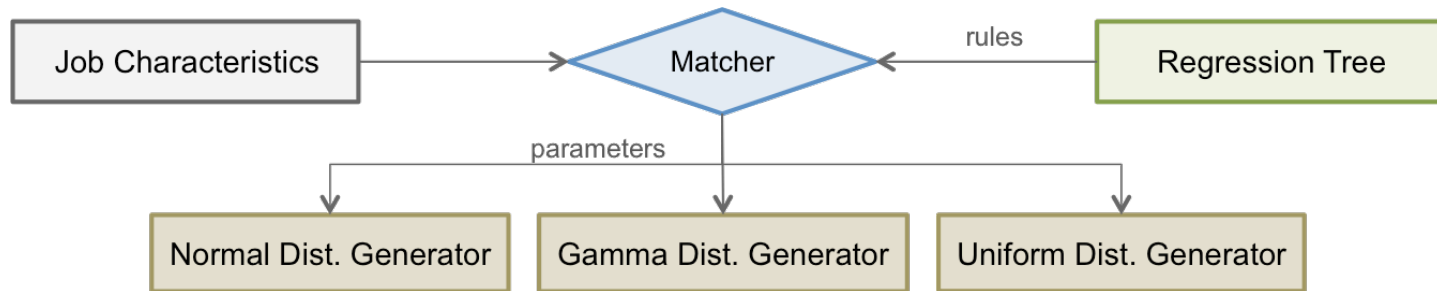 rules
Job Characteristics
Matcher
Regression Tree
parameters
Normal Dist. Generator
Gamma Dist. Generator
Uniform Dist. Generator